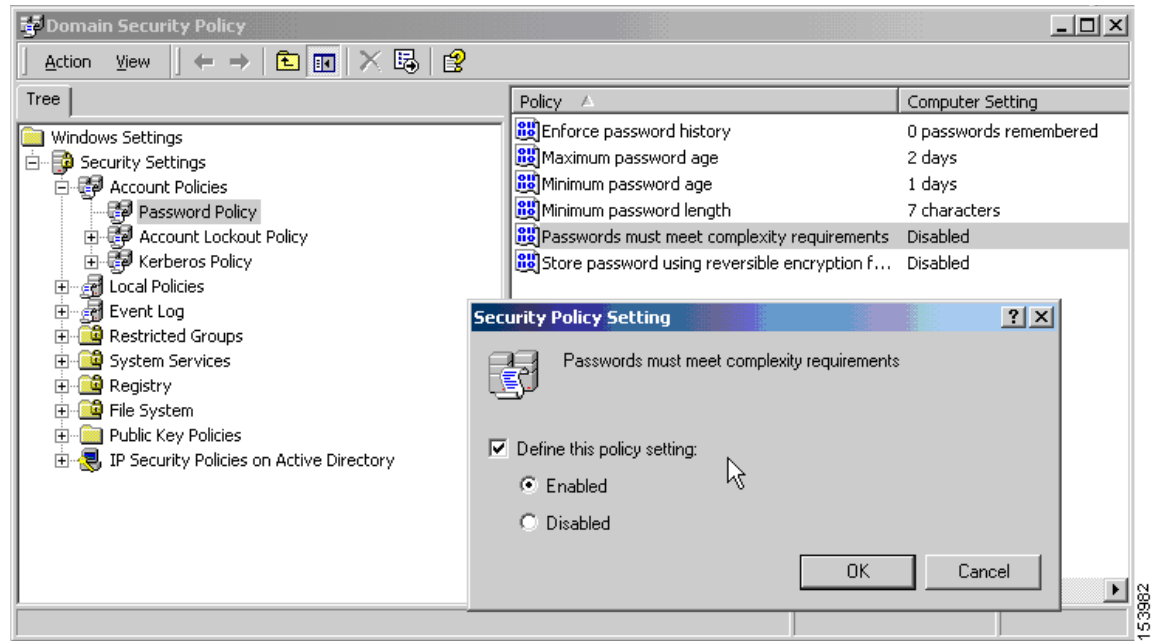 Domain Security Policy
Action View
Tree
Policy Computer Setting
Windows Settings
Security Settings
Account Policies
Password Policy
Account Lockout Policy
Kerberos Policy
Local Policies
Event Log
Restricted Groups
System Services
Registry
File System
Public Key Policies
IP Security Policies on Active Directory
Enforce password history 0 passwords remembered
Maximum password age 2 days
Minimum password age 1 days
Minimum password length 7 characters
Passwords must meet complexity requirements Disabled
Store password using reversible encryption f... Disabled
Security Policy Setting
Passwords must meet complexity requirements
Define this policy setting:
Enabled
Disabled
OK Cancel
153982